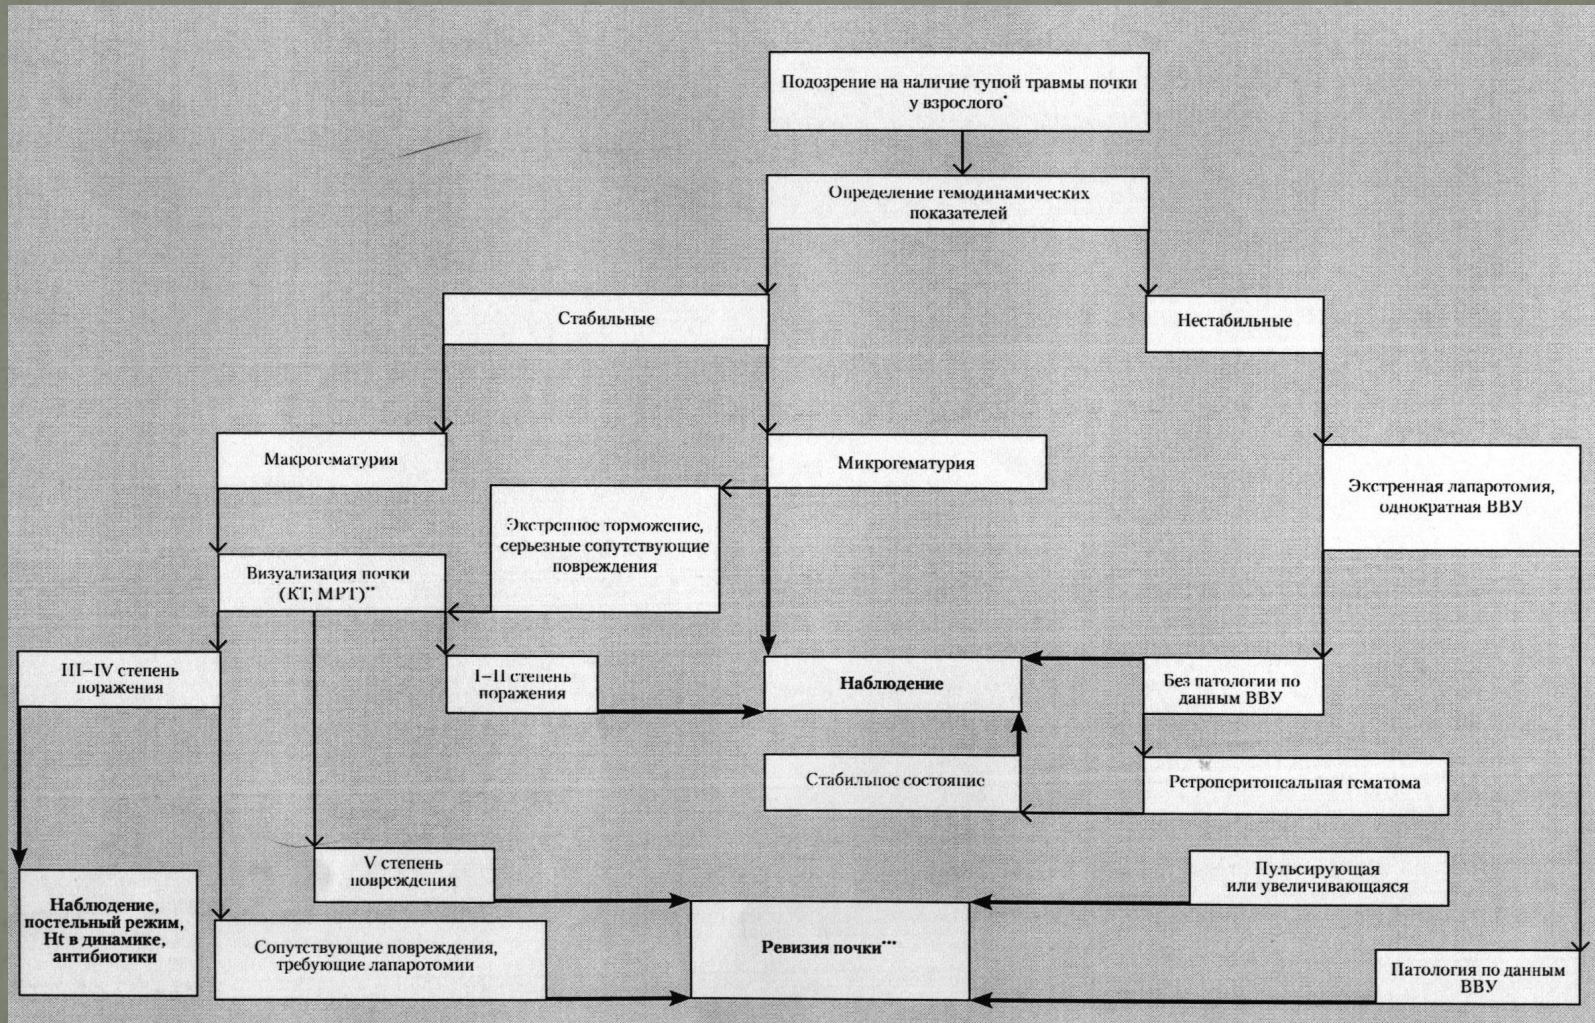 Подозрение на наличие тупой травмы почки
у взрослого*
Определение гемодинамических
показателей
Стабильные
Нестабильные
Макрогематурия
Микрогематурия
Экстренная лапаротомия,
однократная ВВУ
Экстренное торможение,
серьезные сопутствующие
повреждения
Визуализация почки
(КТ, МРТ)**
III–IV степень
поражения
I–II степень
поражения
Наблюдение
Без патологии по
данным ВВУ
Стабильное состояние
Ретроперитонеальная гематома
V степень
повреждения
Пульсирующая
или увеличивающаяся
Наблюдение,
постельный режим,
Ht в динамике,
антибиотики
Сопутствующие повреждения,
требующие лапаротомии
Ревизия почки***
Патология по данным
ВВУ